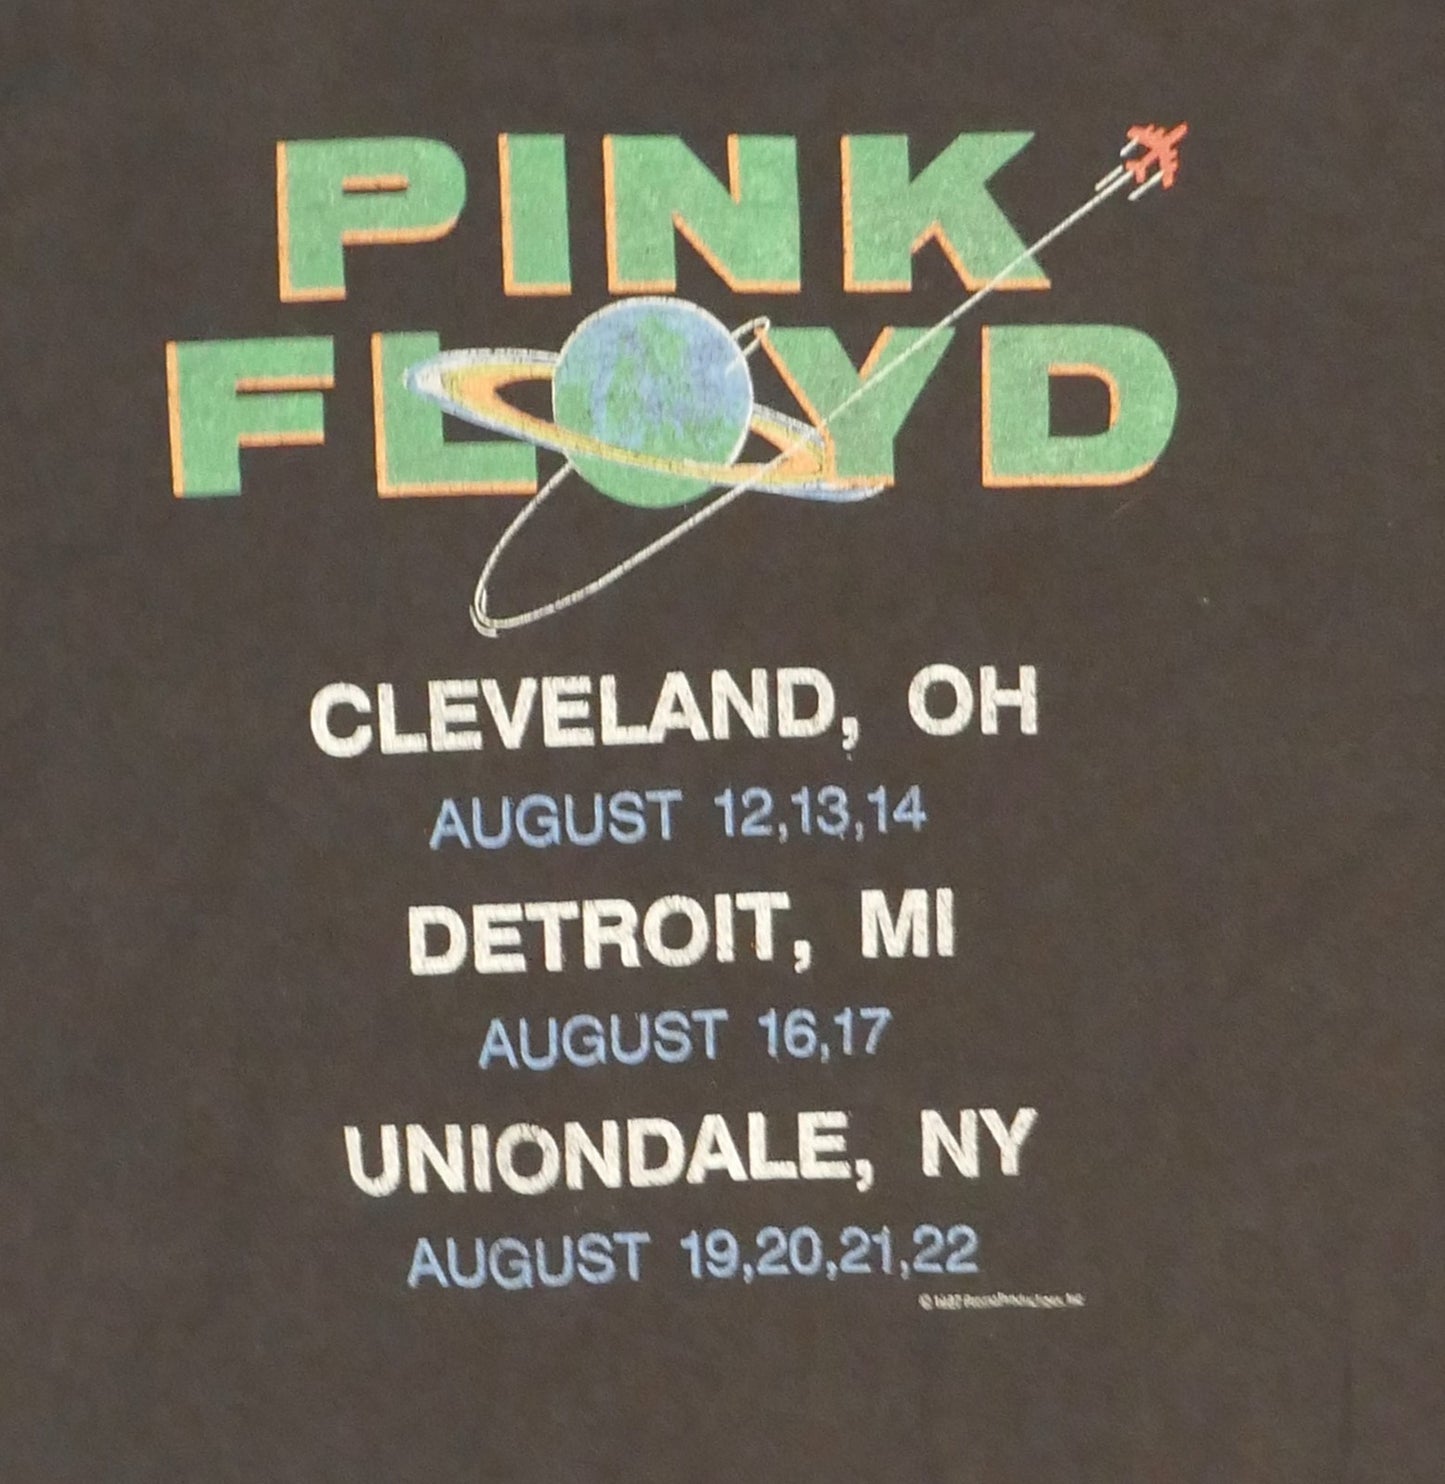 PINK
FLOYD
CLEVELAND, OH
AUGUST 12,13,14
DETROIT, MI
AUGUST 16,17
UNIONDALE, NY
AUGUST 19,20,21,22
© 1987